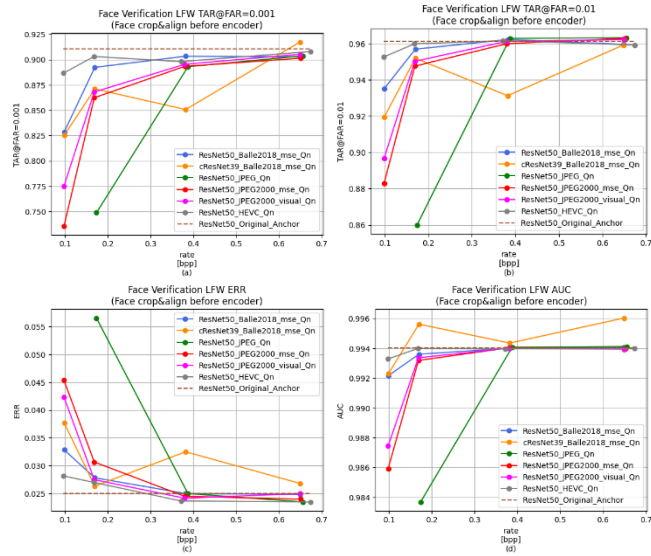 Face Verification LFW TAR@FAR=0.001
(Face crop&align before encoder)
TAR@FAR=0.001
0.925
0.900
0.875
0.850
0.825
0.800
0.775
0.750
ResNet50_Balle2018_mse_Qn
cResNet39_Balle2018_mse_Qn
ResNet50_JPEG_Qn
ResNet50_JPEG2000_mse_Qn
ResNet50_JPEG2000_visual_Qn
ResNet50_HEVC_Qn
ResNet50_Original_Anchor
0.1 0.2 0.3 0.4 0.5 0.6 0.7
rate
[bpp]
(a)
Face Verification LFW TAR@FAR=0.01
(Face crop&align before encoder)
TAR@FAR=0.01
0.96
0.94
0.92
0.90
0.88
0.86
ResNet50_Balle2018_mse_Qn
cResNet39_Balle2018_mse_Qn
ResNet50_JPEG_Qn
ResNet50_JPEG2000_mse_Qn
ResNet50_JPEG2000_visual_Qn
ResNet50_HEVC_Qn
ResNet50_Original_Anchor
0.1 0.2 0.3 0.4 0.5 0.6 0.7
rate
[bpp]
(b)
Face Verification LFW ERR
(Face crop&align before encoder)
ERR
0.055
0.050
0.045
0.040
0.035
0.030
0.025
ResNet50_Balle2018_mse_Qn
cResNet39_Balle2018_mse_Qn
ResNet50_JPEG_Qn
ResNet50_JPEG2000_mse_Qn
ResNet50_JPEG2000_visual_Qn
ResNet50_HEVC_Qn
ResNet50_Original_Anchor
0.1 0.2 0.3 0.4 0.5 0.6 0.7
rate
[bpp]
(c)
Face Verification LFW AUC
(Face crop&align before encoder)
AUC
0.996
0.994
0.992
0.990
0.988
0.986
0.984
ResNet50_Balle2018_mse_Qn
cResNet39_Balle2018_mse_Qn
ResNet50_JPEG_Qn
ResNet50_JPEG2000_mse_Qn
ResNet50_JPEG2000_visual_Qn
ResNet50_HEVC_Qn
ResNet50_Original_Anchor
0.1 0.2 0.3 0.4 0.5 0.6 0.7
rate
[bpp]
(d)